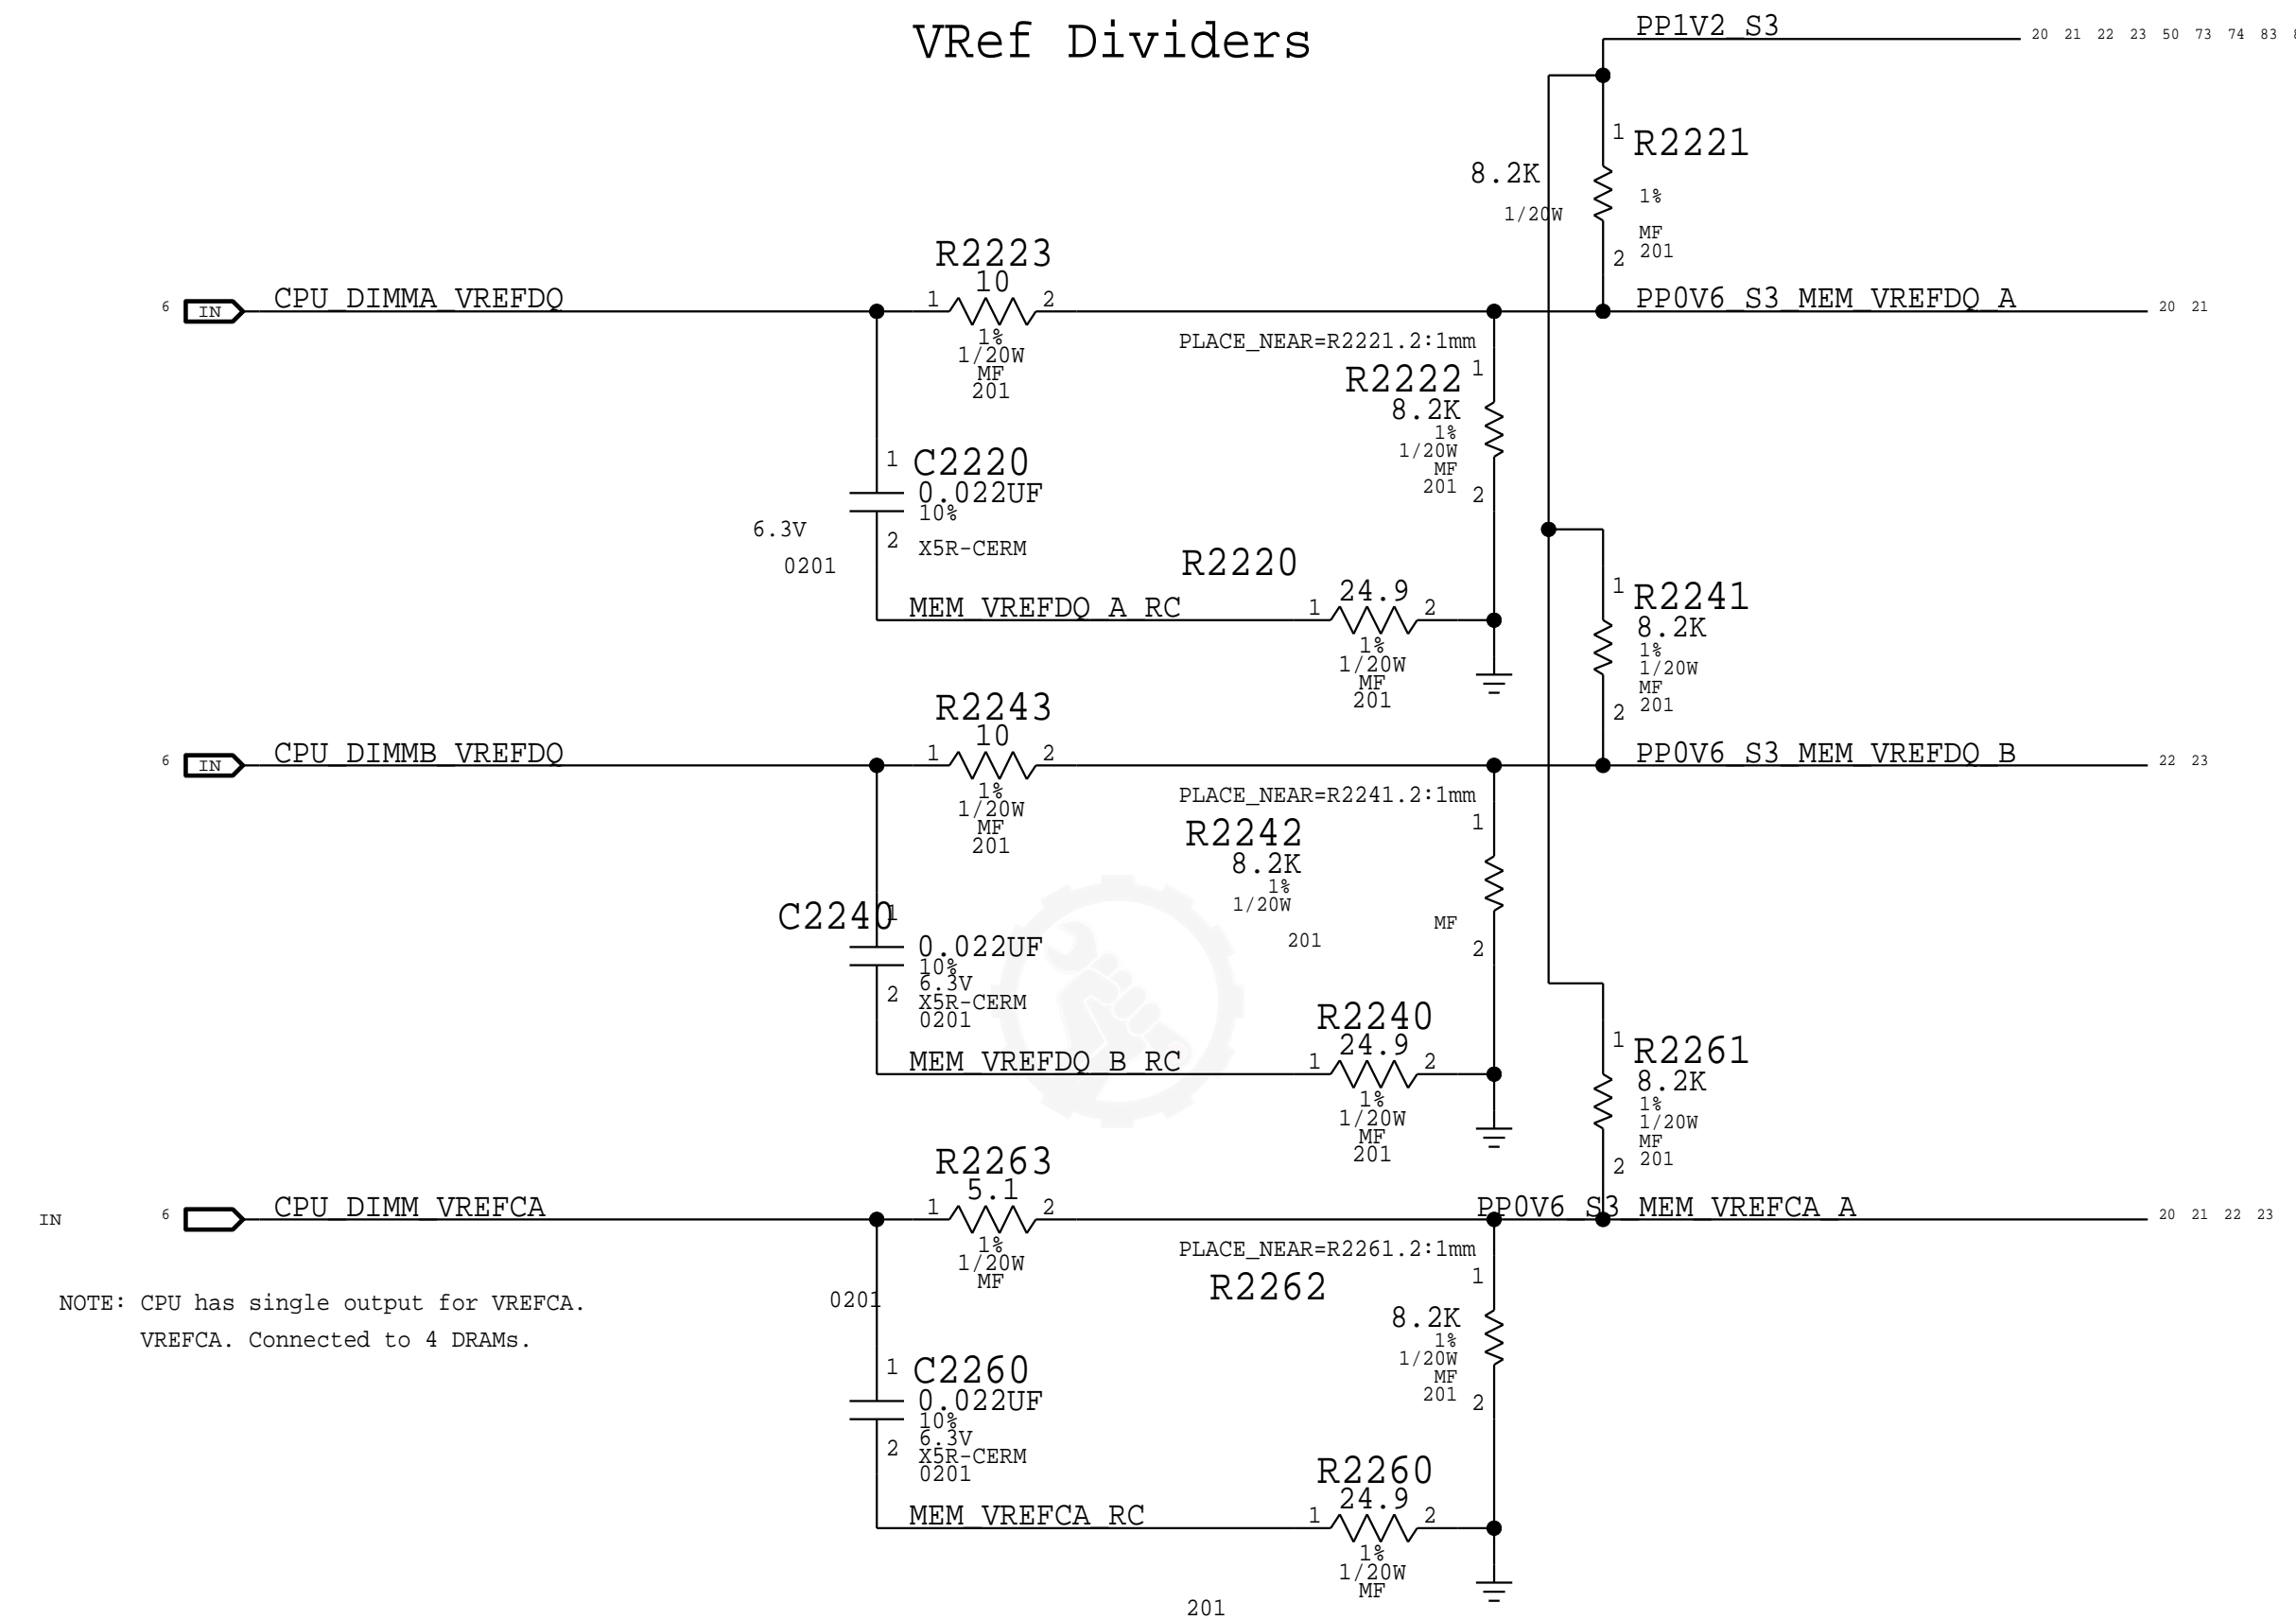 VRef Dividers
PP1V2_S3
20 21 22 23 50 73 74 83
1
R2221
8.2K
1%
1/20W
MF
201
2
R2223
10
6 IN CPU_DIMMA_VREFDQ
1 2
PP0V6_S3_MEM_VREFDQ_A
20 21
1%
1/20W
MF
201
PLACE_NEAR=R2221.2:1mm
1
R2222
8.2K
1%
1/20W
MF
201
2
1
C2220
0.022UF
10%
6.3V
2
X5R-CERM
0201
R2220
24.9
MEM_VREFDQ_A_RC
1 2
1%
1/20W
MF
201
1
R2241
8.2K
1%
1/20W
MF
201
2
R2243
10
6 IN CPU_DIMMB_VREFDQ
1 2
PP0V6_S3_MEM_VREFDQ_B
22 23
1%
1/20W
MF
201
PLACE_NEAR=R2241.2:1mm
1
R2242
8.2K
1%
1/20W
MF
201
2
1
C2240
0.022UF
10%
6.3V
2
X5R-CERM
0201
R2240
24.9
MEM_VREFDQ_B_RC
1 2
1%
1/20W
MF
201
1
R2261
8.2K
1%
1/20W
MF
201
2
R2263
5.1
IN 6 CPU_DIMM_VREFCA
1 2
PP0V6_S3_MEM_VREFCA_A
20 21 22 23
1%
1/20W
MF
0201
PLACE_NEAR=R2261.2:1mm
1
R2262
8.2K
1%
1/20W
MF
201
2
NOTE: CPU has single output for VREFCA.
VREFCA. Connected to 4 DRAMs.
1
C2260
0.022UF
10%
6.3V
2
X5R-CERM
0201
R2260
24.9
MEM_VREFCA_RC
1 2
1%
1/20W
MF
201